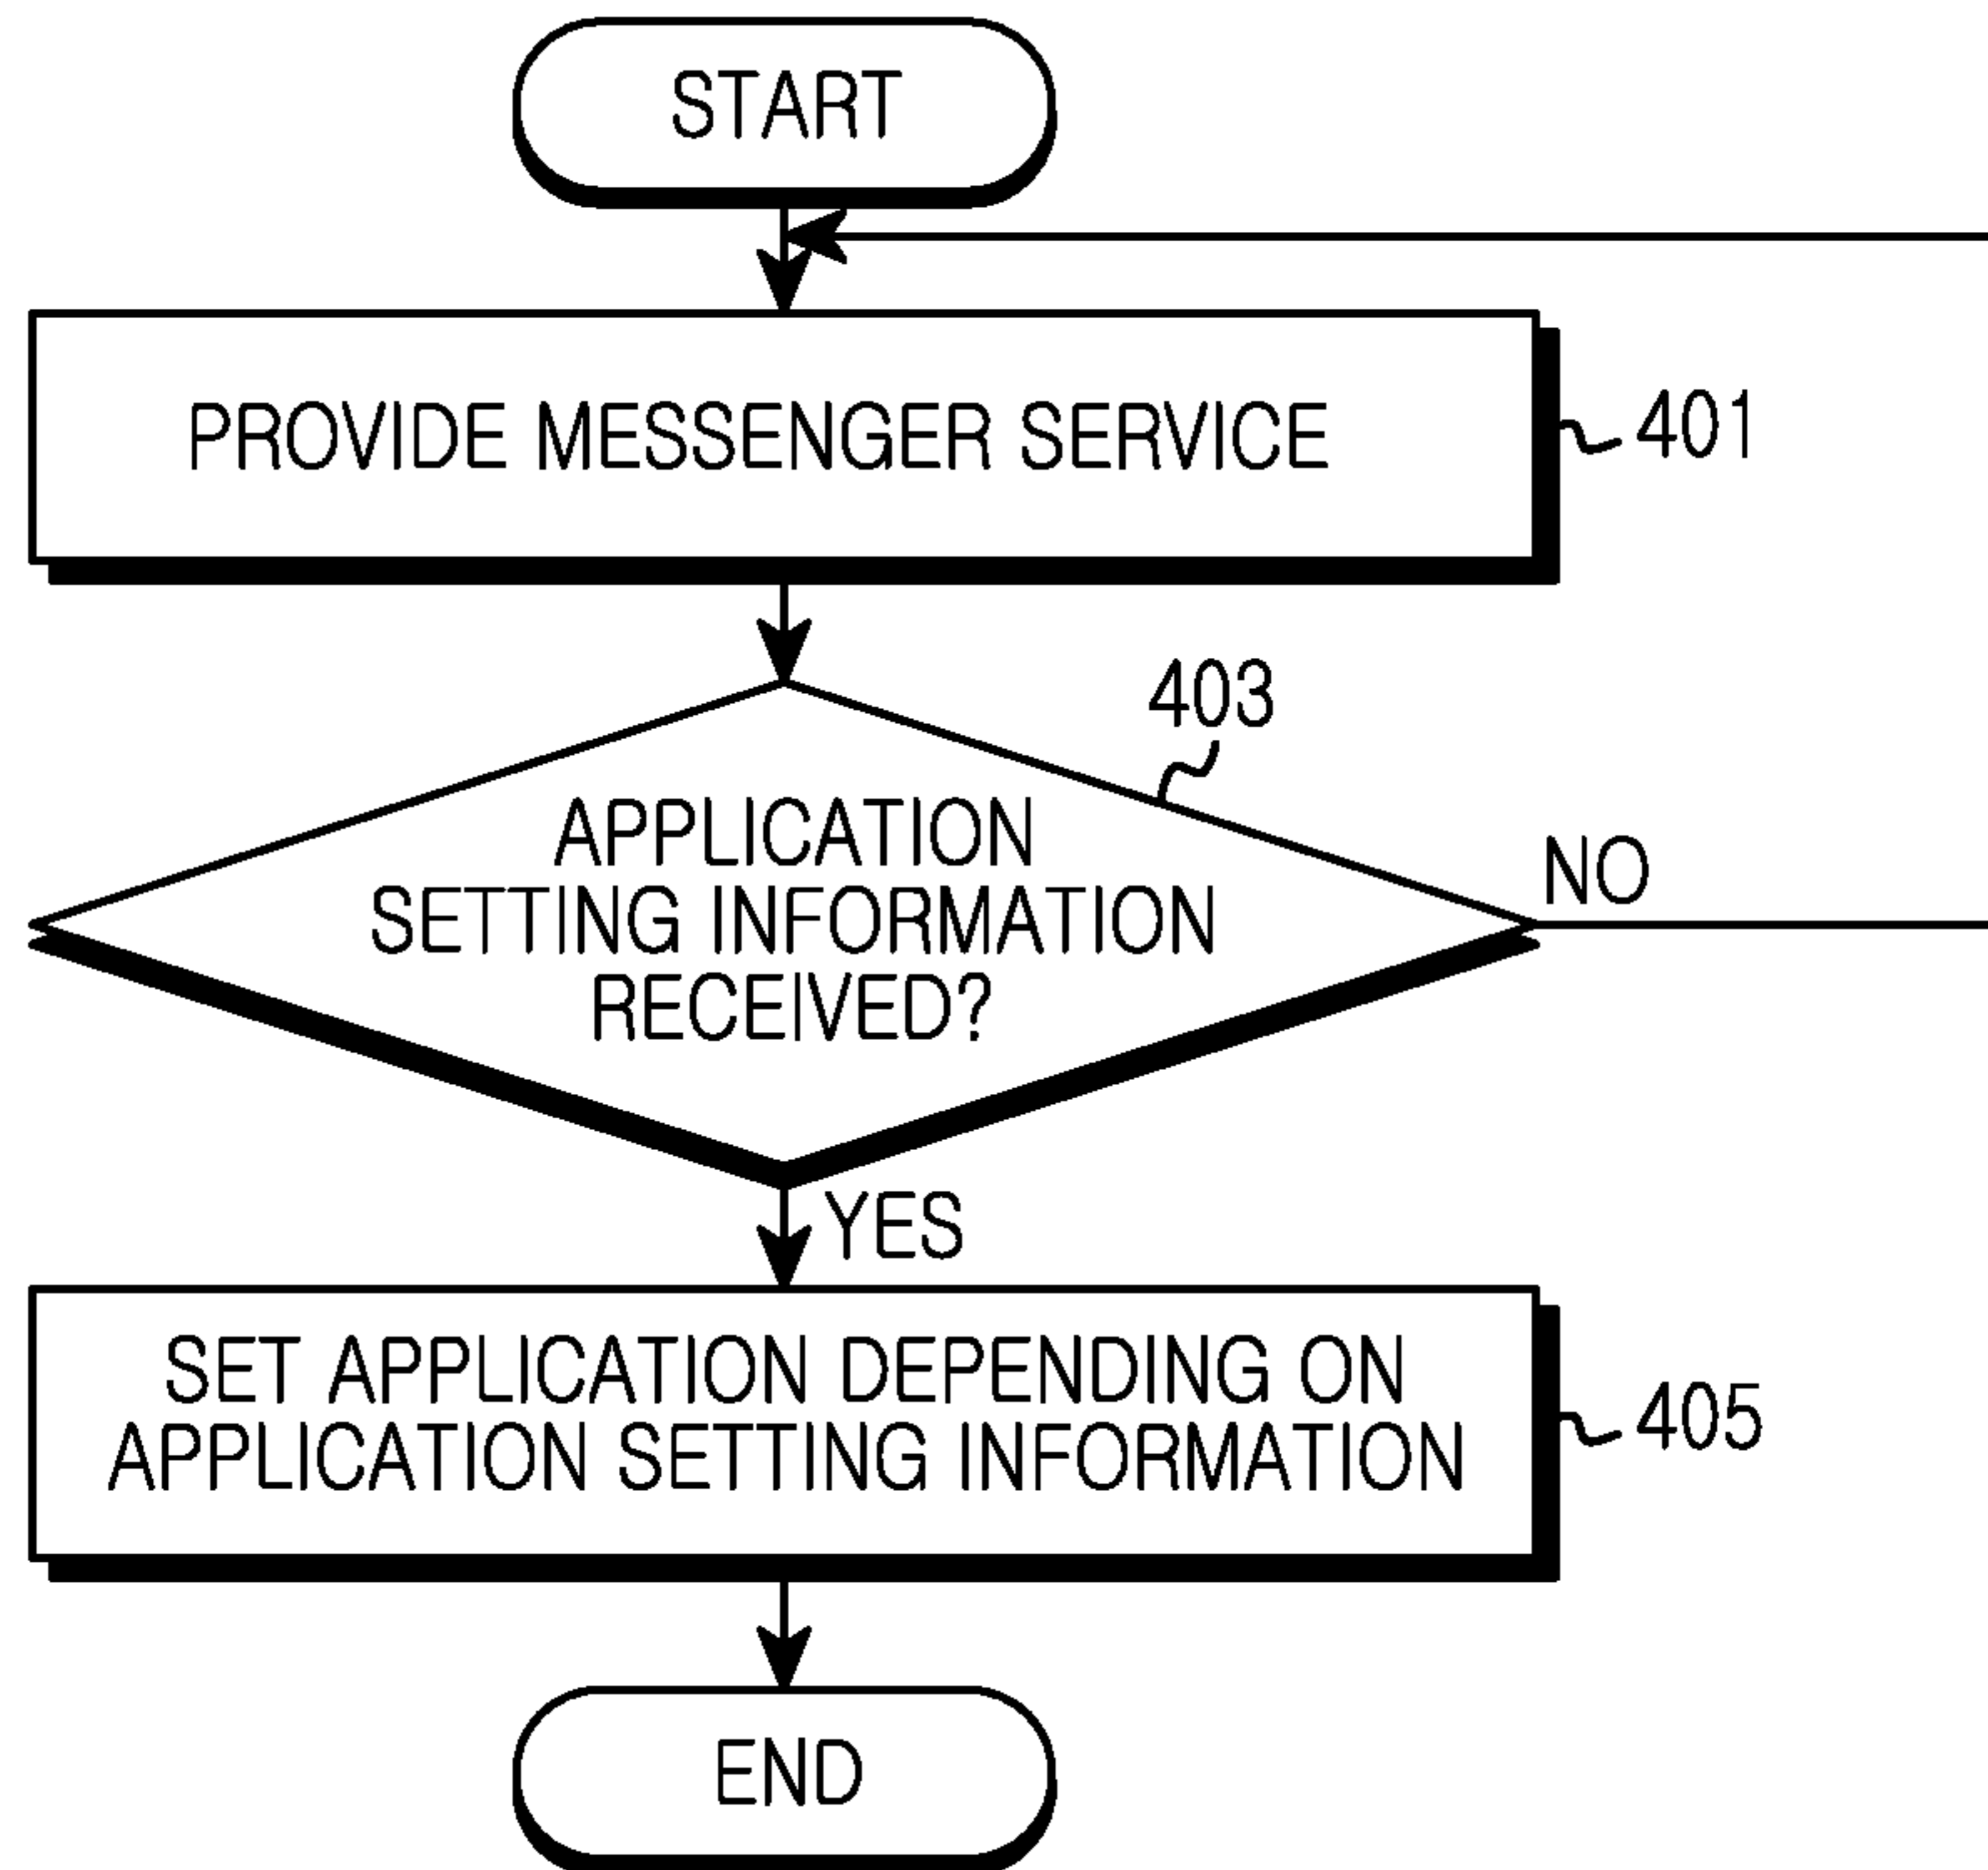 START
PROVIDE MESSENGER SERVICE
401
403
APPLICATION
SETTING INFORMATION
RECEIVED?
NO
YES
SET APPLICATION DEPENDING ON
APPLICATION SETTING INFORMATION
405
END